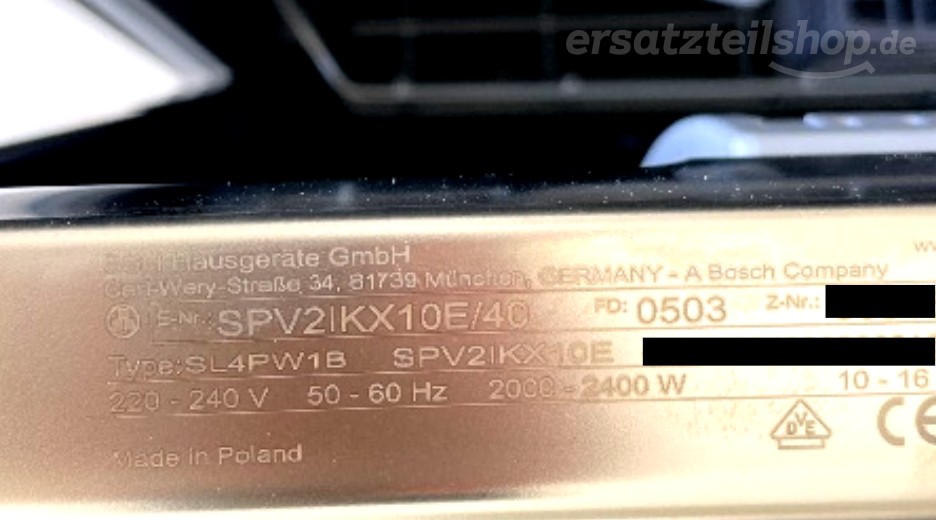 ersatzteilshop.de
Hausgeräte GmbH
Carl-Wery-Straße 34, 81739 München, GERMANY - A Bosch Company
E-Nr.: SPV2IKX10E/40 FD: 0503 Z-Nr.:
Type: SL4PW1B SPV2IKX10E
220 - 240 V 50 - 60 Hz 2000 - 2400 W 10 - 16
DVE
CE
Made in Poland